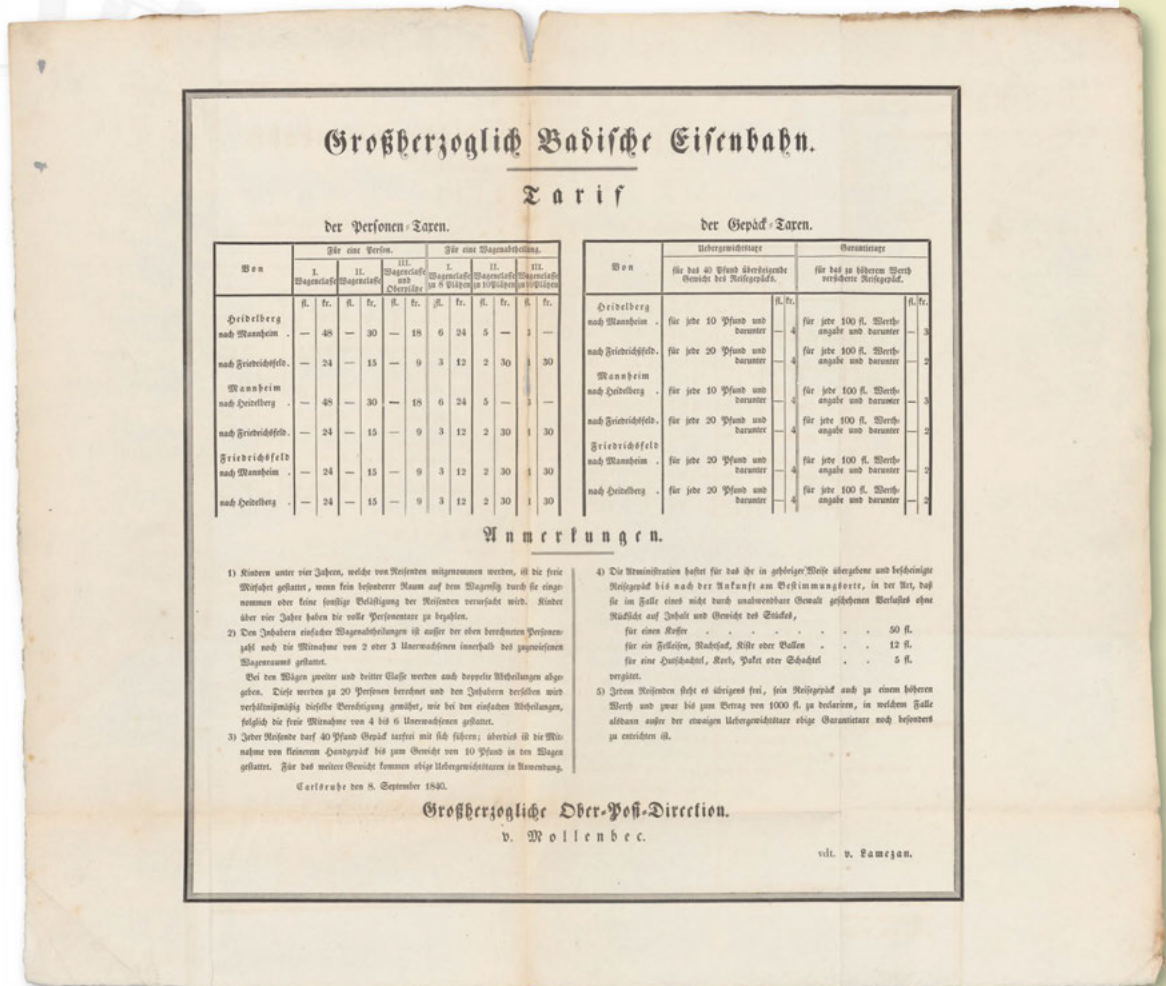 Großherzoglich Badische Eisenbahn.
Tarif
der Personen-Taxen.
Von
Für eine Person.
Für eine Wagenabtheilung.
I. Wagenclasse
II. Wagenclasse
III. Wagenclasse und Oberplätze
I. Wagenclasse zu 8 Plätzen
II. Wagenclasse zu 10 Plätzen
III. Wagenclasse zu 10 Plätzen
fl. kr. fl. kr. fl. kr. fl. kr. fl. kr. fl. kr.
Heidelberg
nach Mannheim . — 48 — 30 — 18 6 24 5 — 3 —
nach Friedrichsfeld. — 24 — 15 — 9 3 12 2 30 1 30
Mannheim
nach Heidelberg . — 48 — 30 — 18 6 24 5 — 3 —
nach Friedrichsfeld. — 24 — 15 — 9 3 12 2 30 1 30
Friedrichsfeld
nach Mannheim . — 24 — 15 — 9 3 12 2 30 1 30
nach Heidelberg . — 24 — 15 — 9 3 12 2 30 1 30
der Gepäck-Taxen.
Von
Uebergewichtstaxe
für das 40 Pfund übersteigende
Gewicht des Reisegepäcks.
Garantietaxe
für das zu höherem Werth
versicherte Reisegepäck.
fl. kr. fl. kr.
Heidelberg
nach Mannheim . für jede 10 Pfund und darunter — 4 für jede 100 fl. Werthangabe und darunter — 3
nach Friedrichsfeld. für jede 20 Pfund und darunter — 4 für jede 100 fl. Werthangabe und darunter — 2
Mannheim
nach Heidelberg . für jede 10 Pfund und darunter — 4 für jede 100 fl. Werthangabe und darunter — 3
nach Friedrichsfeld. für jede 20 Pfund und darunter — 4 für jede 100 fl. Werthangabe und darunter — 2
Friedrichsfeld
nach Mannheim . für jede 20 Pfund und darunter — 4 für jede 100 fl. Werthangabe und darunter — 2
nach Heidelberg . für jede 20 Pfund und darunter — 4 für jede 100 fl. Werthangabe und darunter — 2
Anmerkungen.
1) Kindern unter vier Jahren, welche von Reisenden mitgenommen werden, ist die freie
Mitfahrt gestattet, wenn kein besonderer Raum auf dem Wagensitz durch sie einge-
nommen oder keine sonstige Belästigung der Reisenden verursacht wird. Kinder
über vier Jahre haben die volle Personentaxe zu bezahlen.
2) Den Inhabern einfacher Wagenabtheilungen ist ausser der oben berechneten Personen-
zahl noch die Mitnahme von 2 oder 3 Unerwachsenen innerhalb des zugewiesenen
Wagenraums gestattet.
Bei den Wägen zweiter und dritter Classe werden auch doppelte Abtheilungen abge-
geben. Diese werden zu 20 Personen berechnet und den Inhabern derselben wird
verhältnißmäßig dieselbe Berechtigung gewährt, wie bei den einfachen Abtheilungen,
folglich die freie Mitnahme von 4 bis 6 Unerwachsenen gestattet.
3) Jeder Reisende darf 40 Pfund Gepäck taxfrei mit sich führen; überdies ist die Mit-
nahme von kleinerem Handgepäck bis zum Gewicht von 10 Pfund in den Wagen
gestattet. Für das weitere Gewicht kommen obige Uebergewichtstaxen in Anwendung.
4) Die Administration haftet für das ihr in gehöriger Weise übergebene und bescheinigte
Reisegepäck bis nach der Ankunft am Bestimmungsorte, in der Art, daß
sie im Falle eines nicht durch unabwendbare Gewalt geschehenen Verlustes ohne
Rücksicht auf Inhalt und Gewicht des Stückes,
für einen Koffer . . . . . . . . 50 fl.
für ein Felleisen, Nachtsack, Kiste oder Ballen . . . 12 fl.
für eine Hutschachtel, Korb, Paket oder Schachtel . . 5 fl.
vergütet.
5) Jedem Reisenden steht es übrigens frei, sein Reisegepäck auch zu einem höheren
Werth und zwar bis zum Betrag von 1000 fl. zu declariren, in welchem Falle
alsdann außer der etwaigen Uebergewichtstaxe obige Garantietaxe noch besonders
zu entrichten ist.
Carlsruhe den 8. September 1840.
Großherzogliche Ober-Post-Direction.
v. Mollenbec.
vdt. v. Lamezan.